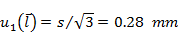 u₁(l⃗) = s/√3 = 0.28 mm